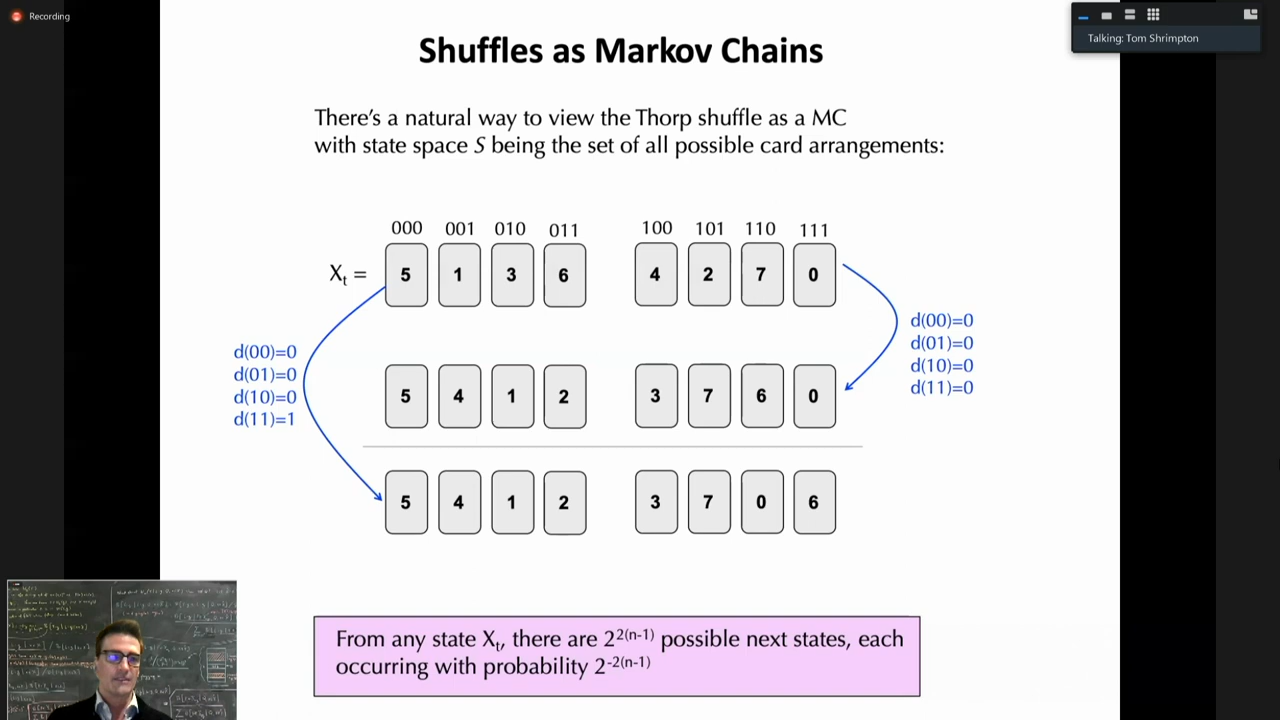 Recording
Talking: Tom Shrimpton
Shuffles as Markov Chains
There's a natural way to view the Thorp shuffle as a MC
with state space S being the set of all possible card arrangements:
000 001 010 011 100 101 110 111
Xₜ = 5 1 3 6 4 2 7 0
d(00)=0
d(01)=0
d(10)=0
d(11)=1
d(00)=0
d(01)=0
d(10)=0
d(11)=0
5 4 1 2 3 7 6 0
5 4 1 2 3 7 0 6
From any state Xₜ, there are 2²⁽ⁿ⁻¹⁾ possible next states, each
occurring with probability 2⁻²⁽ⁿ⁻¹⁾